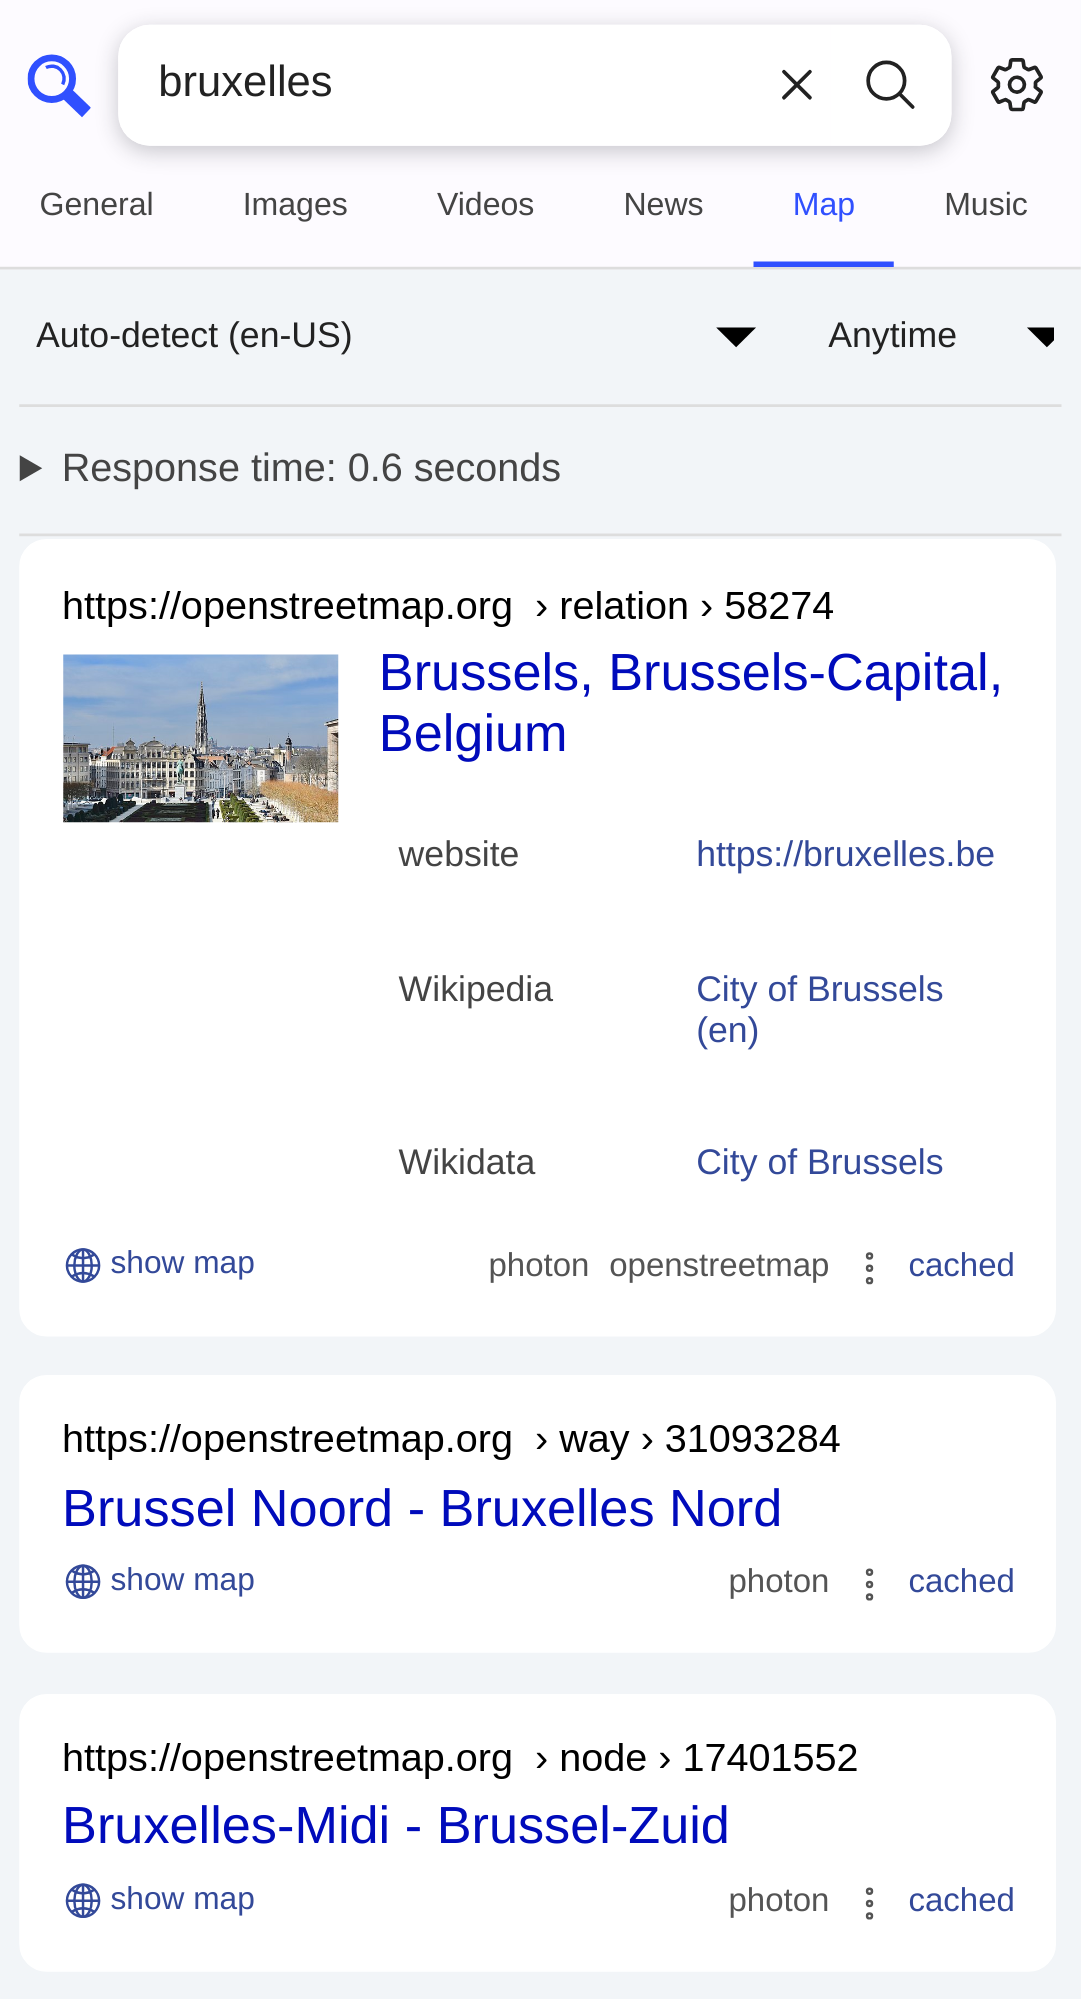 bruxelles
General Images Videos News Map Music
Auto-detect (en-US) Anytime
Response time: 0.6 seconds
https://openstreetmap.org › relation › 58274
Brussels, Brussels-Capital,
Belgium
website https://bruxelles.be
Wikipedia City of Brussels
(en)
Wikidata City of Brussels
show map photon openstreetmap cached
https://openstreetmap.org › way › 31093284
Brussel Noord - Bruxelles Nord
show map photon cached
https://openstreetmap.org › node › 17401552
Bruxelles-Midi - Brussel-Zuid
show map photon cached